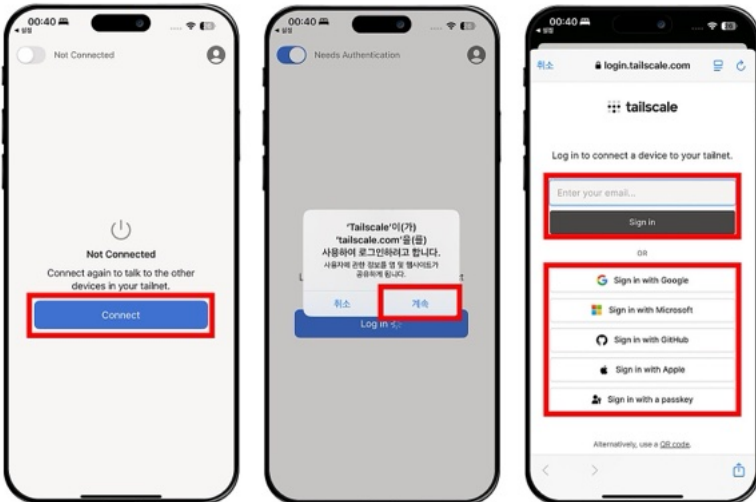 00:40
◀ 설정
Not Connected
Not Connected
Connect again to talk to the other
devices in your tailnet.
Connect
00:40
◀ 설정
Needs Authentication
'Tailscale'이(가)
'tailscale.com'을(를)
사용하여 로그인하려고 합니다.
사용자에 관한 정보를 앱 및 웹사이트가
공유하게 됩니다.
취소
계속
Log in
00:40
◀ 설정
취소
login.tailscale.com
tailscale
Log in to connect a device to your tailnet.
Enter your email...
Sign in
OR
Sign in with Google
Sign in with Microsoft
Sign in with GitHub
Sign in with Apple
Sign in with a passkey
Alternatively, use a QR code.